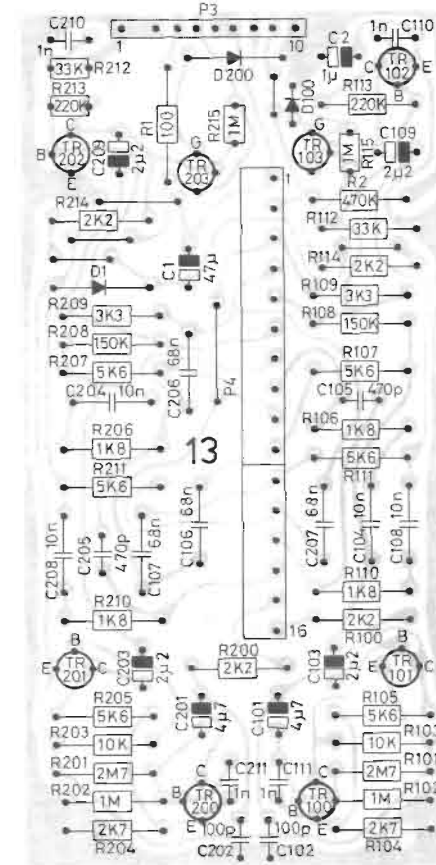 P3
C210
1n
1
10
33K
R212
R213
220K
D200
C2
1µ
1n
C110
C
TR
102
B
E
R113
220K
D100
C
TR
202
B
E
C209
2µ2
R1
100
R215
1M
G
TR
203
G
TR
103
1M
R115
C109
2µ2
R2
470K
R214
2K2
1
R112
33K
R114
2K2
C1
47µ
D1
R109
3K3
R209
3K3
R108
150K
R208
150K
R207
5K6
C204
10n
C206
68n
P4
R107
5K6
C105
470p
R106
1K8
R206
1K8
R211
5K6
13
5K6
R111
C208
10n
C205
470p
C107
68n
C106
68n
C207
68n
C104
10n
C108
10n
R210
1K8
R110
1K8
16
2K2
R100
B
E
TR
201
C
C203
2µ2
R200
2K2
C103
2µ2
B
E
TR
101
C
R205
5K6
C201
4µ7
C101
4µ7
R105
5K6
R203
10K
10K
R103
R201
2M7
2M7
R101
R202
1M
C
B
TR
200
E
C211
1n
C111
1n
C
B
TR
100
E
1M
R102
2K7
R204
100p
C202
100p
C102
2K7
R104